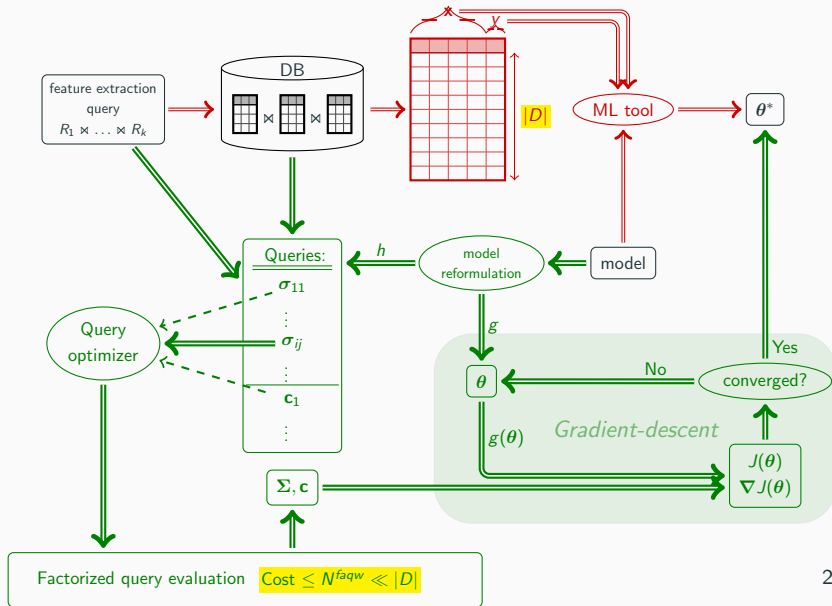 x
y
DB
feature extraction
query
R₁ ⋈ … ⋈ Rₖ
⋈ ⋈
|D|
ML tool
θ*
Queries:
σ₁₁
⋮
σᵢⱼ
⋮
c₁
⋮
h
model
reformulation
model
g
Query
optimizer
θ
No
Yes
converged?
g(θ)
Gradient-descent
J(θ)
∇J(θ)
Σ, c
Factorized query evaluation Cost ≤ N^faqw ≪ |D|
2